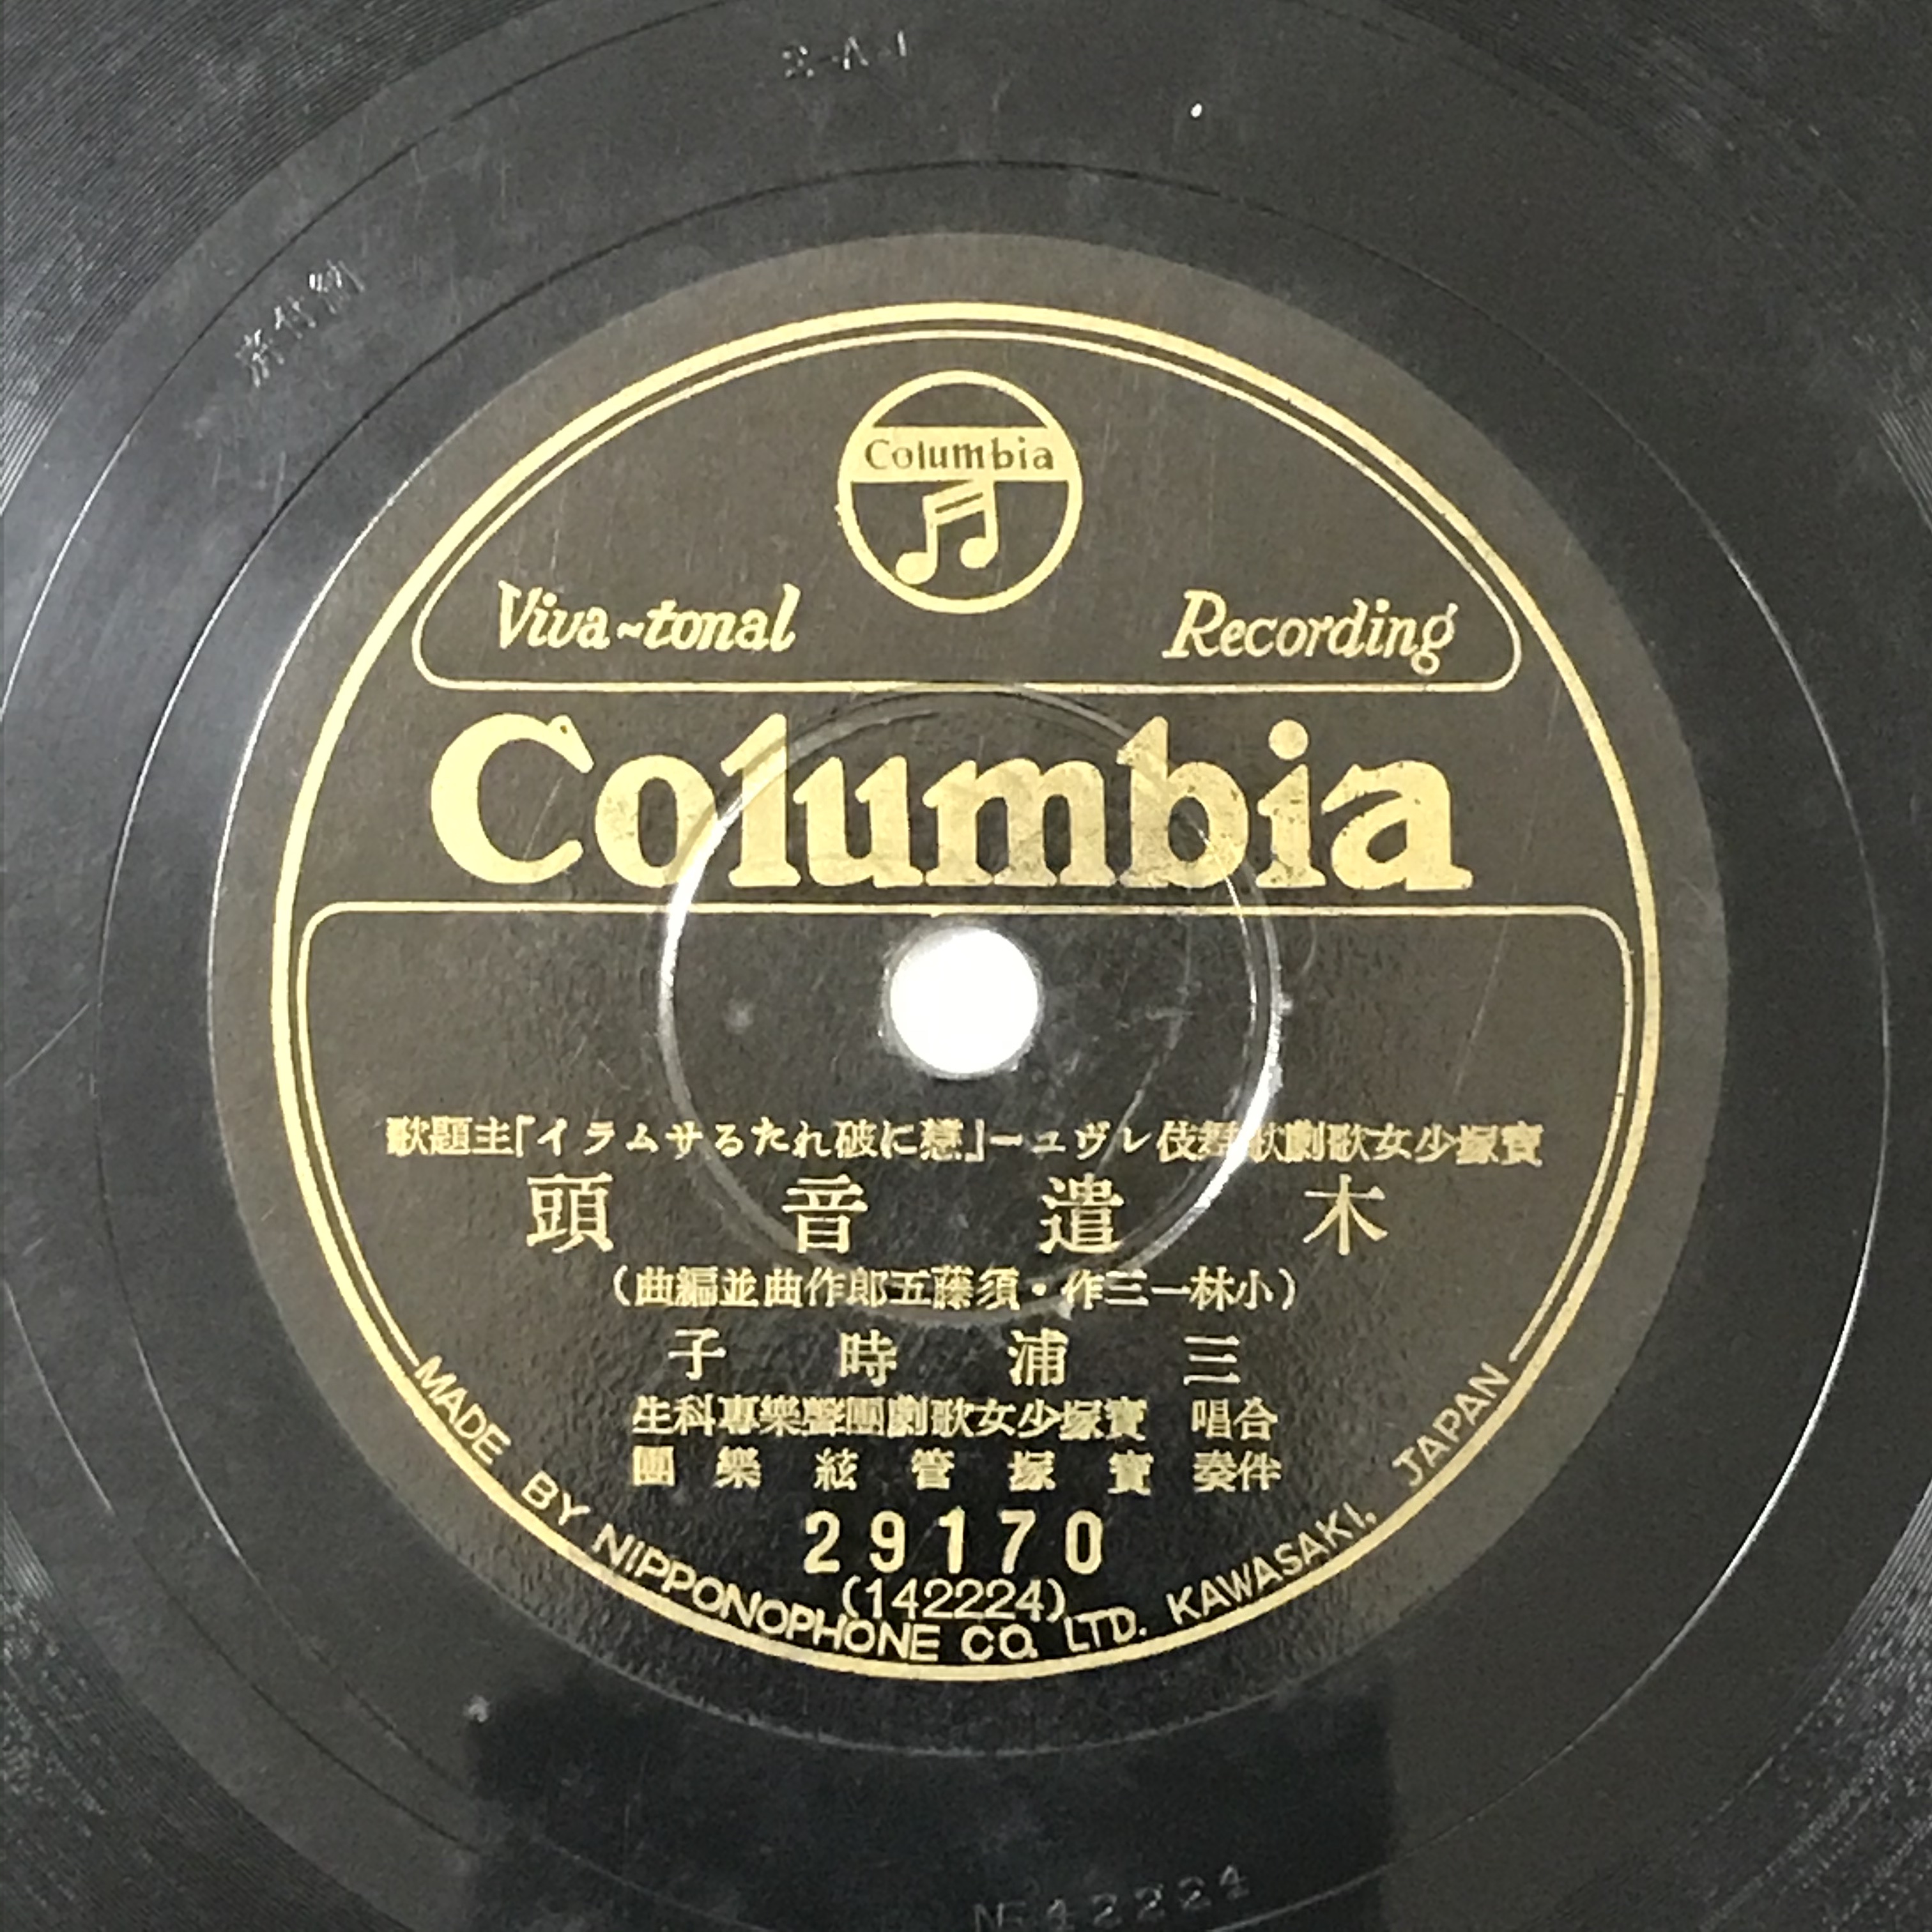 Columbia
Viva-tonal Recording
Columbia
寶塚少女歌劇歌舞伎レヴユー「戀に破れたるサムライ」主題歌
木遣音頭
(小林一三作・須藤五郎作曲並編曲)
三浦時子
合唱 寶塚少女歌劇團聲樂專科生
伴奏 寶塚管絃樂團
29170
(142224)
MADE BY NIPPONOPHONE CO. LTD. KAWASAKI, JAPAN